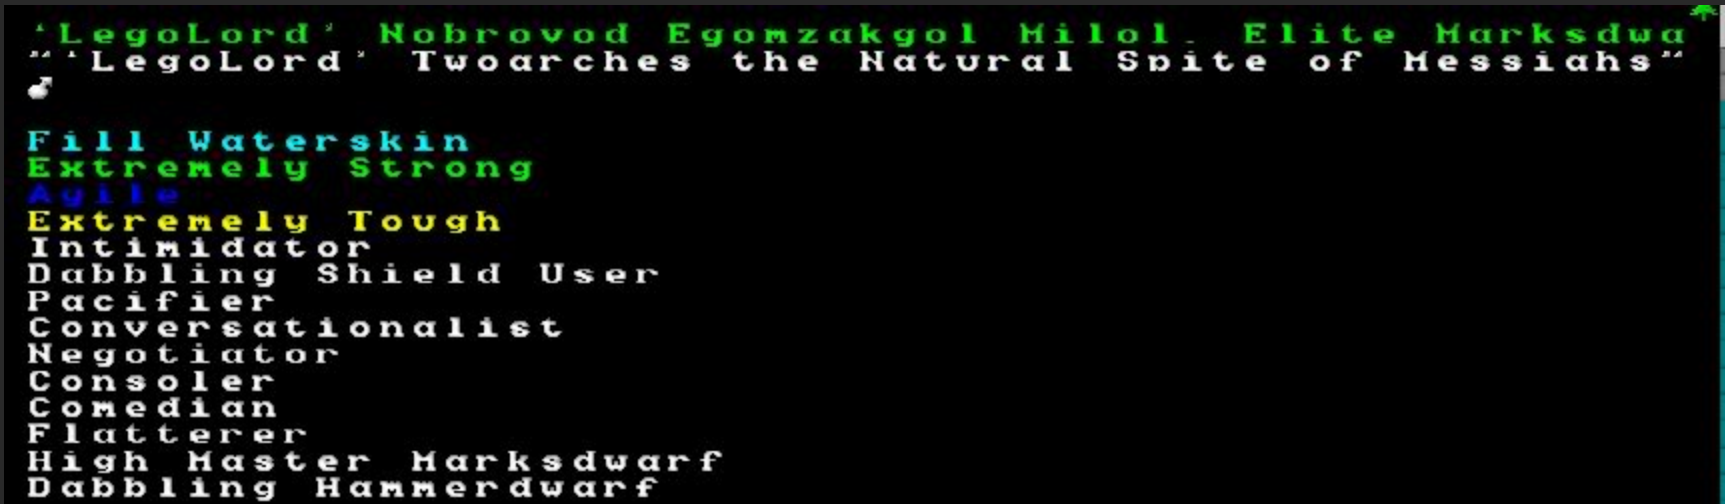 ‘LegoLord’ Nobrovod Egomzakgol Milol, Elite Marksdwa
“‘LegoLord’ Twoarches the Natural Spite of Messiahs”
♂
Fill Waterskin
Extremely Strong
Agile
Extremely Tough
Intimidator
Dabbling Shield User
Pacifier
Conversationalist
Negotiator
Consoler
Comedian
Flatterer
High Master Marksdwarf
Dabbling Hammerdwarf